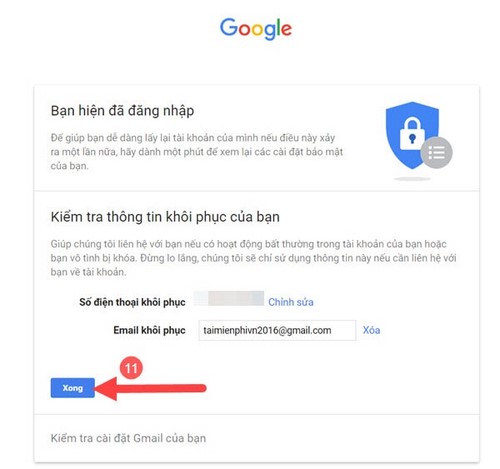 Google
Bạn hiện đã đăng nhập
Để giúp bạn dễ dàng lấy lại tài khoản của mình nếu điều này xảy
ra một lần nữa, hãy dành một phút để xem lại các cài đặt bảo mật
của bạn.
Kiểm tra thông tin khôi phục của bạn
Giúp chúng tôi liên hệ với bạn nếu có hoạt động bất thường trong tài khoản của bạn hoặc
bạn vô tình bị khóa. Đừng lo lắng, chúng tôi sẽ chỉ sử dụng thông tin này nếu cần liên hệ với
bạn về tài khoản.
Số điện thoại khôi phục Chỉnh sửa
Email khôi phục taimienphivn2016@gmail.com Xóa
11
Xong
Kiểm tra cài đặt Gmail của bạn